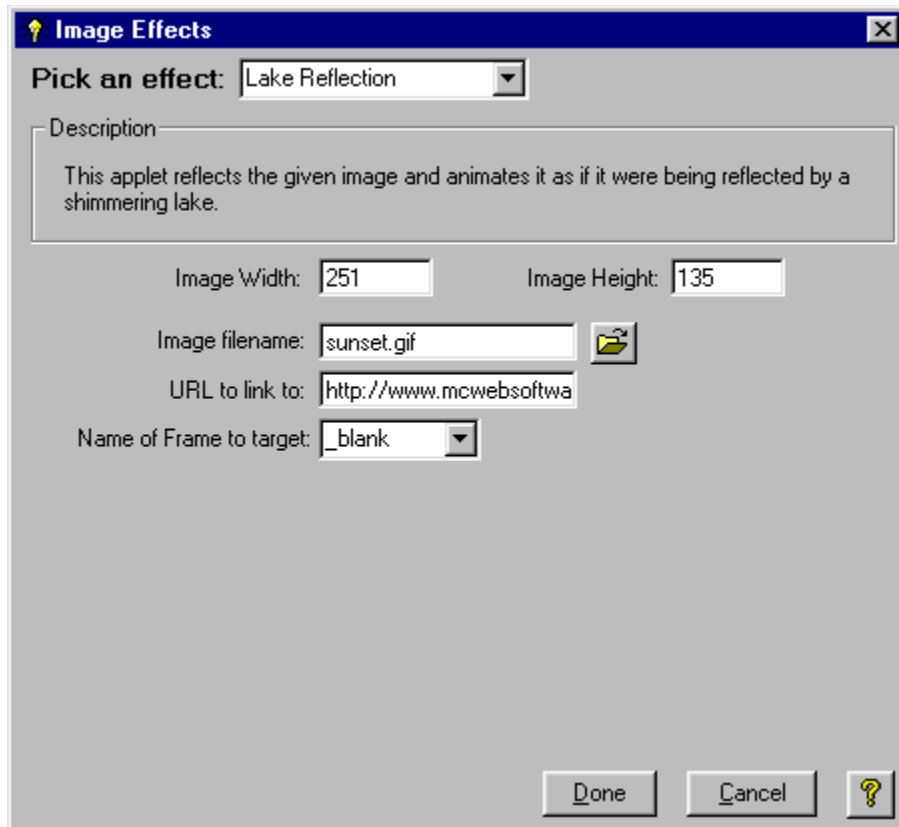 Image Effects
Pick an effect: Lake Reflection
Description
This applet reflects the given image and animates it as if it were being reflected by a
shimmering lake.
Image Width: 251 Image Height: 135
Image filename: sunset.gif
URL to link to: http://www.mcwebsoftwa
Name of Frame to target: _blank
Done Cancel ?